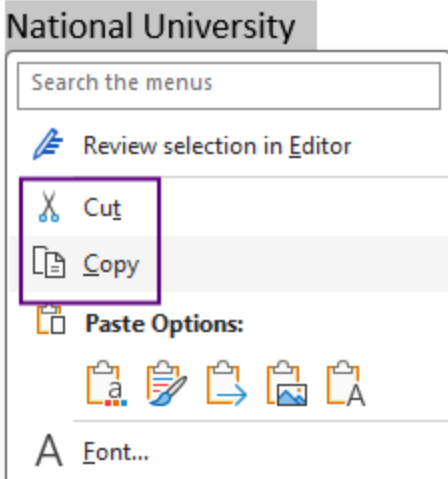 National University
Search the menus
Review selection in Editor
Cut
Copy
Paste Options:
a A
A Font...